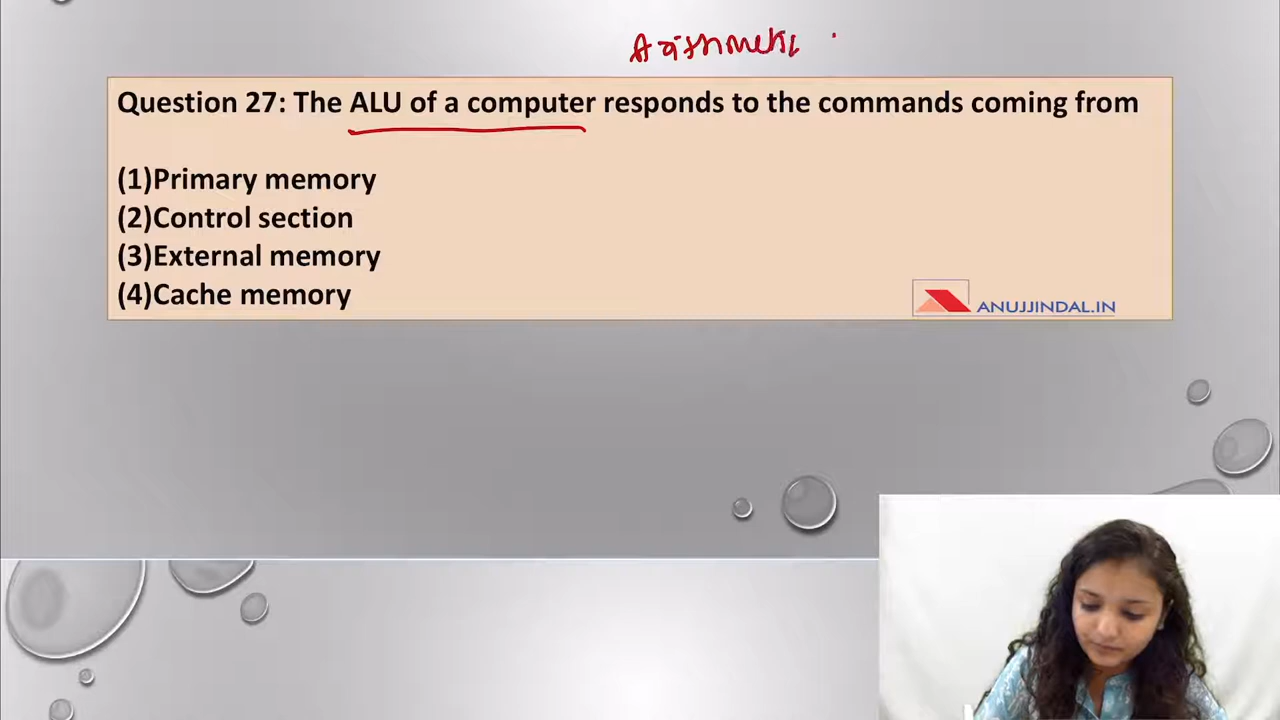 Arithmetic
Question 27: The ALU of a computer responds to the commands coming from
(1)Primary memory
(2)Control section
(3)External memory
(4)Cache memory
ANUJJINDAL.IN